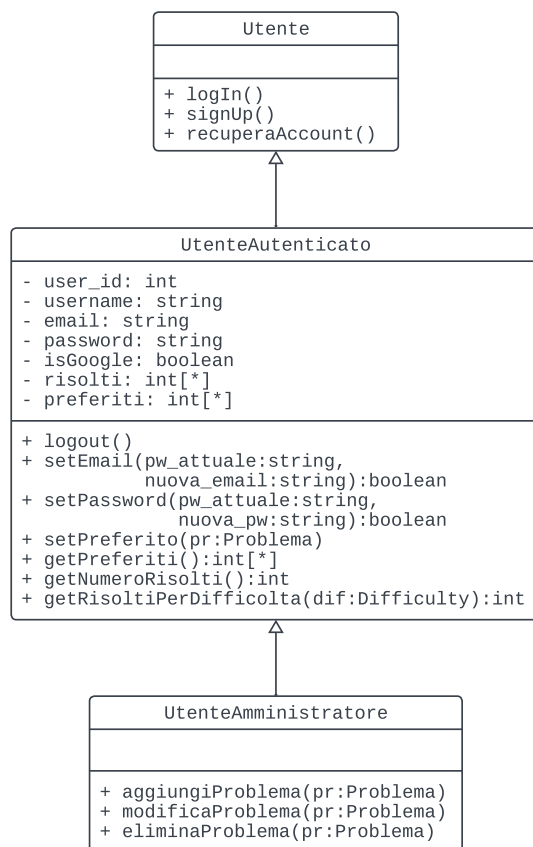 Utente
+ logIn()
+ signUp()
+ recuperaAccount()
UtenteAutenticato
- user_id: int
- username: string
- email: string
- password: string
- isGoogle: boolean
- risolti: int[*]
- preferiti: int[*]
+ logout()
+ setEmail(pw_attuale:string,
nuova_email:string):boolean
+ setPassword(pw_attuale:string,
nuova_pw:string):boolean
+ setPreferito(pr:Problema)
+ getPreferiti():int[*]
+ getNumeroRisolti():int
+ getRisoltiPerDifficolta(dif:Difficulty):int
UtenteAmministratore
+ aggiungiProblema(pr:Problema)
+ modificaProblema(pr:Problema)
+ eliminaProblema(pr:Problema)